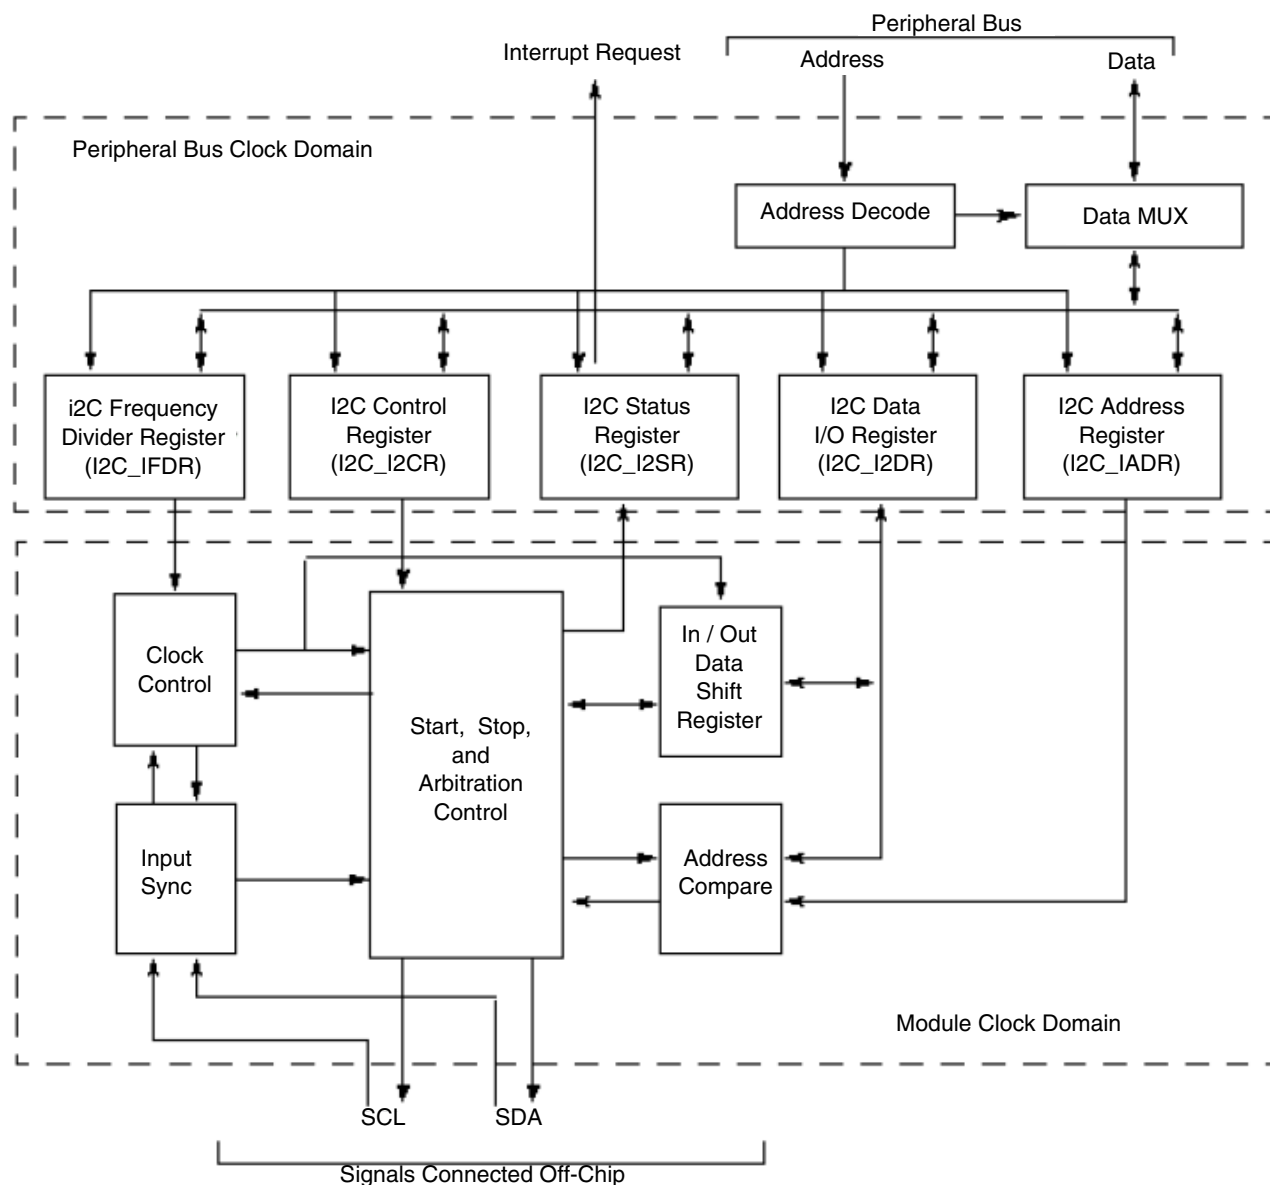 Peripheral Bus
Interrupt Request
Address
Data
Peripheral Bus Clock Domain
Address Decode
Data MUX
i2C Frequency
Divider Register
(I2C_IFDR)
I2C Control
Register
(I2C_I2CR)
I2C Status
Register
(I2C_I2SR)
I2C Data
I/O Register
(I2C_I2DR)
I2C Address
Register
(I2C_IADR)
Clock
Control
Start, Stop,
and
Arbitration
Control
In / Out
Data
Shift
Register
Input
Sync
Address
Compare
Module Clock Domain
SCL
SDA
Signals Connected Off-Chip